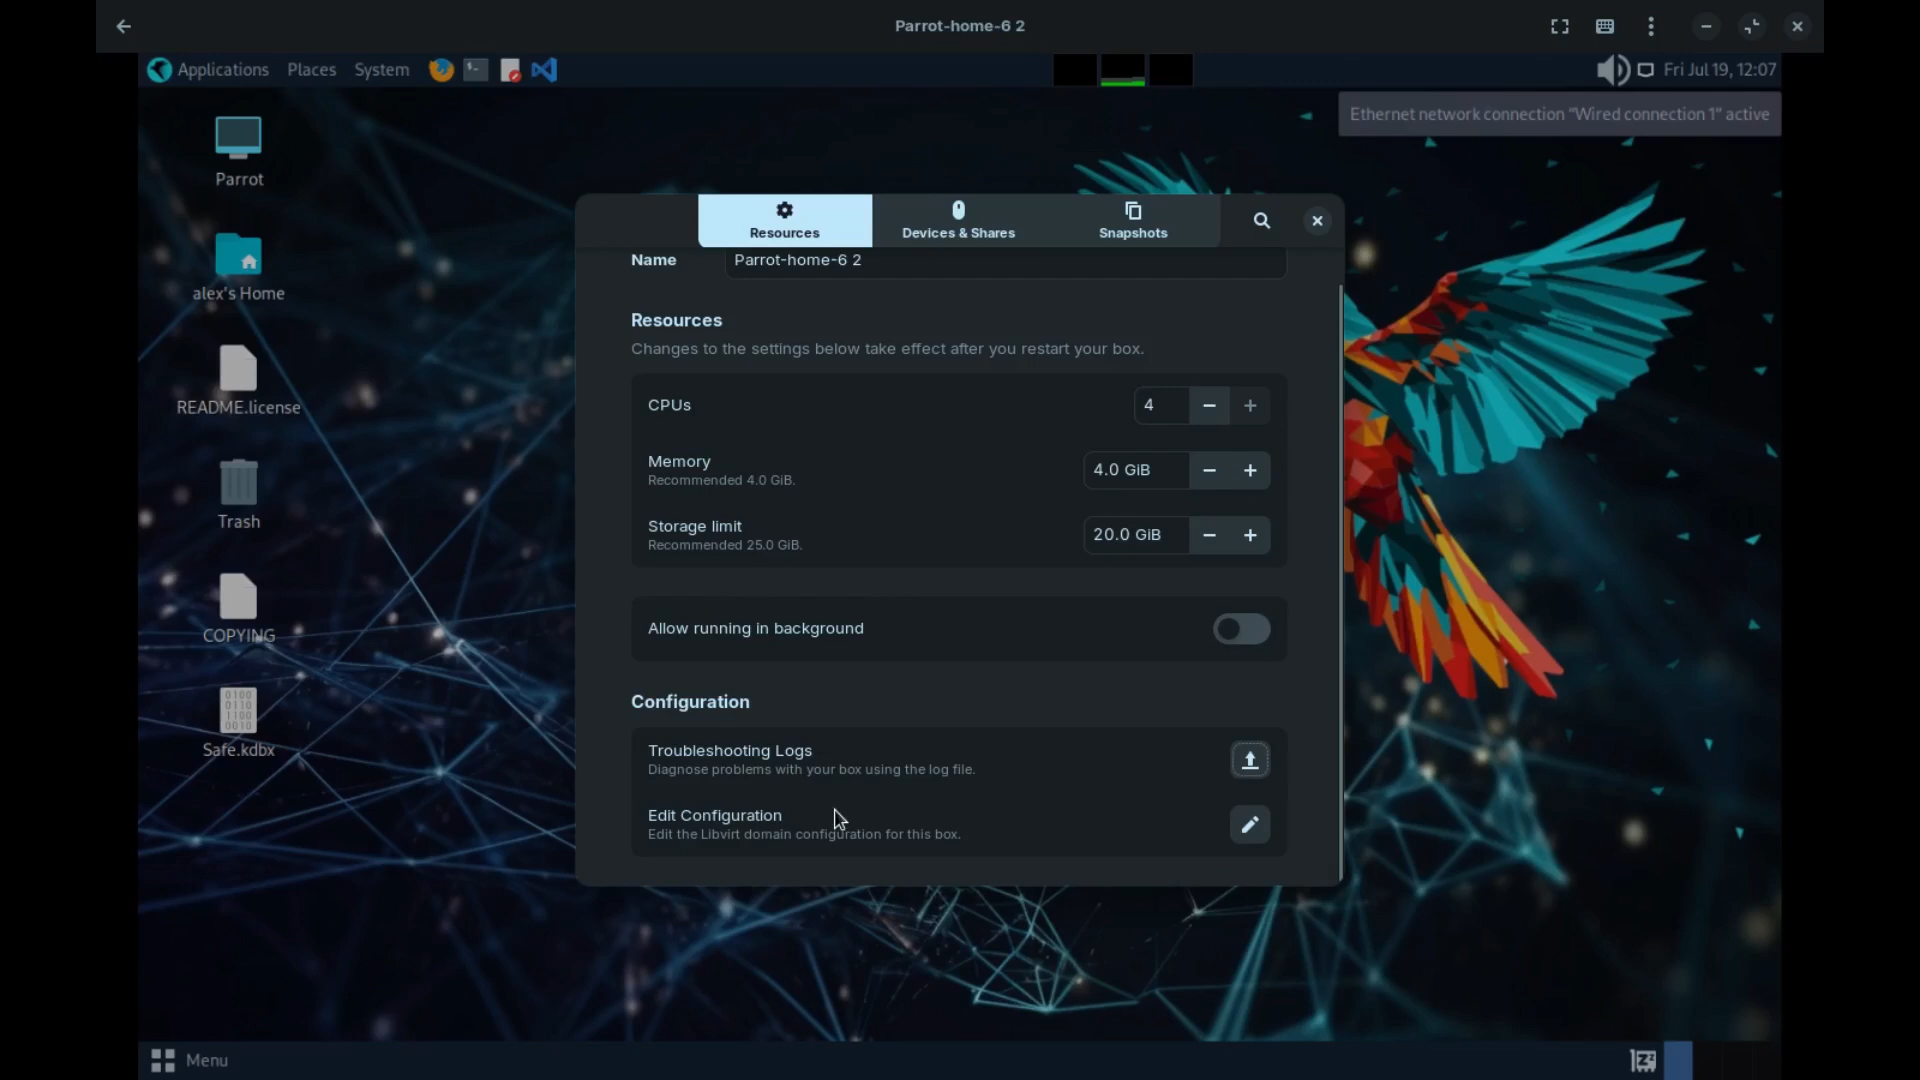 Parrot-home-6 2
Applications Places System
Fri Jul 19, 12:07
Ethernet network connection "Wired connection 1" active
Parrot
alex's Home
README.license
Trash
COPYING
0100
0110
1100
0010
Safe.kdbx
Resources
Devices & Shares
Snapshots
Name
Parrot-home-6 2
Resources
Changes to the settings below take effect after you restart your box.
CPUs
4
− +
Memory
Recommended 4.0 GiB.
4.0 GiB
− +
Storage limit
Recommended 25.0 GiB.
20.0 GiB
− +
Allow running in background
Configuration
Troubleshooting Logs
Diagnose problems with your box using the log file.
Edit Configuration
Edit the Libvirt domain configuration for this box.
Menu